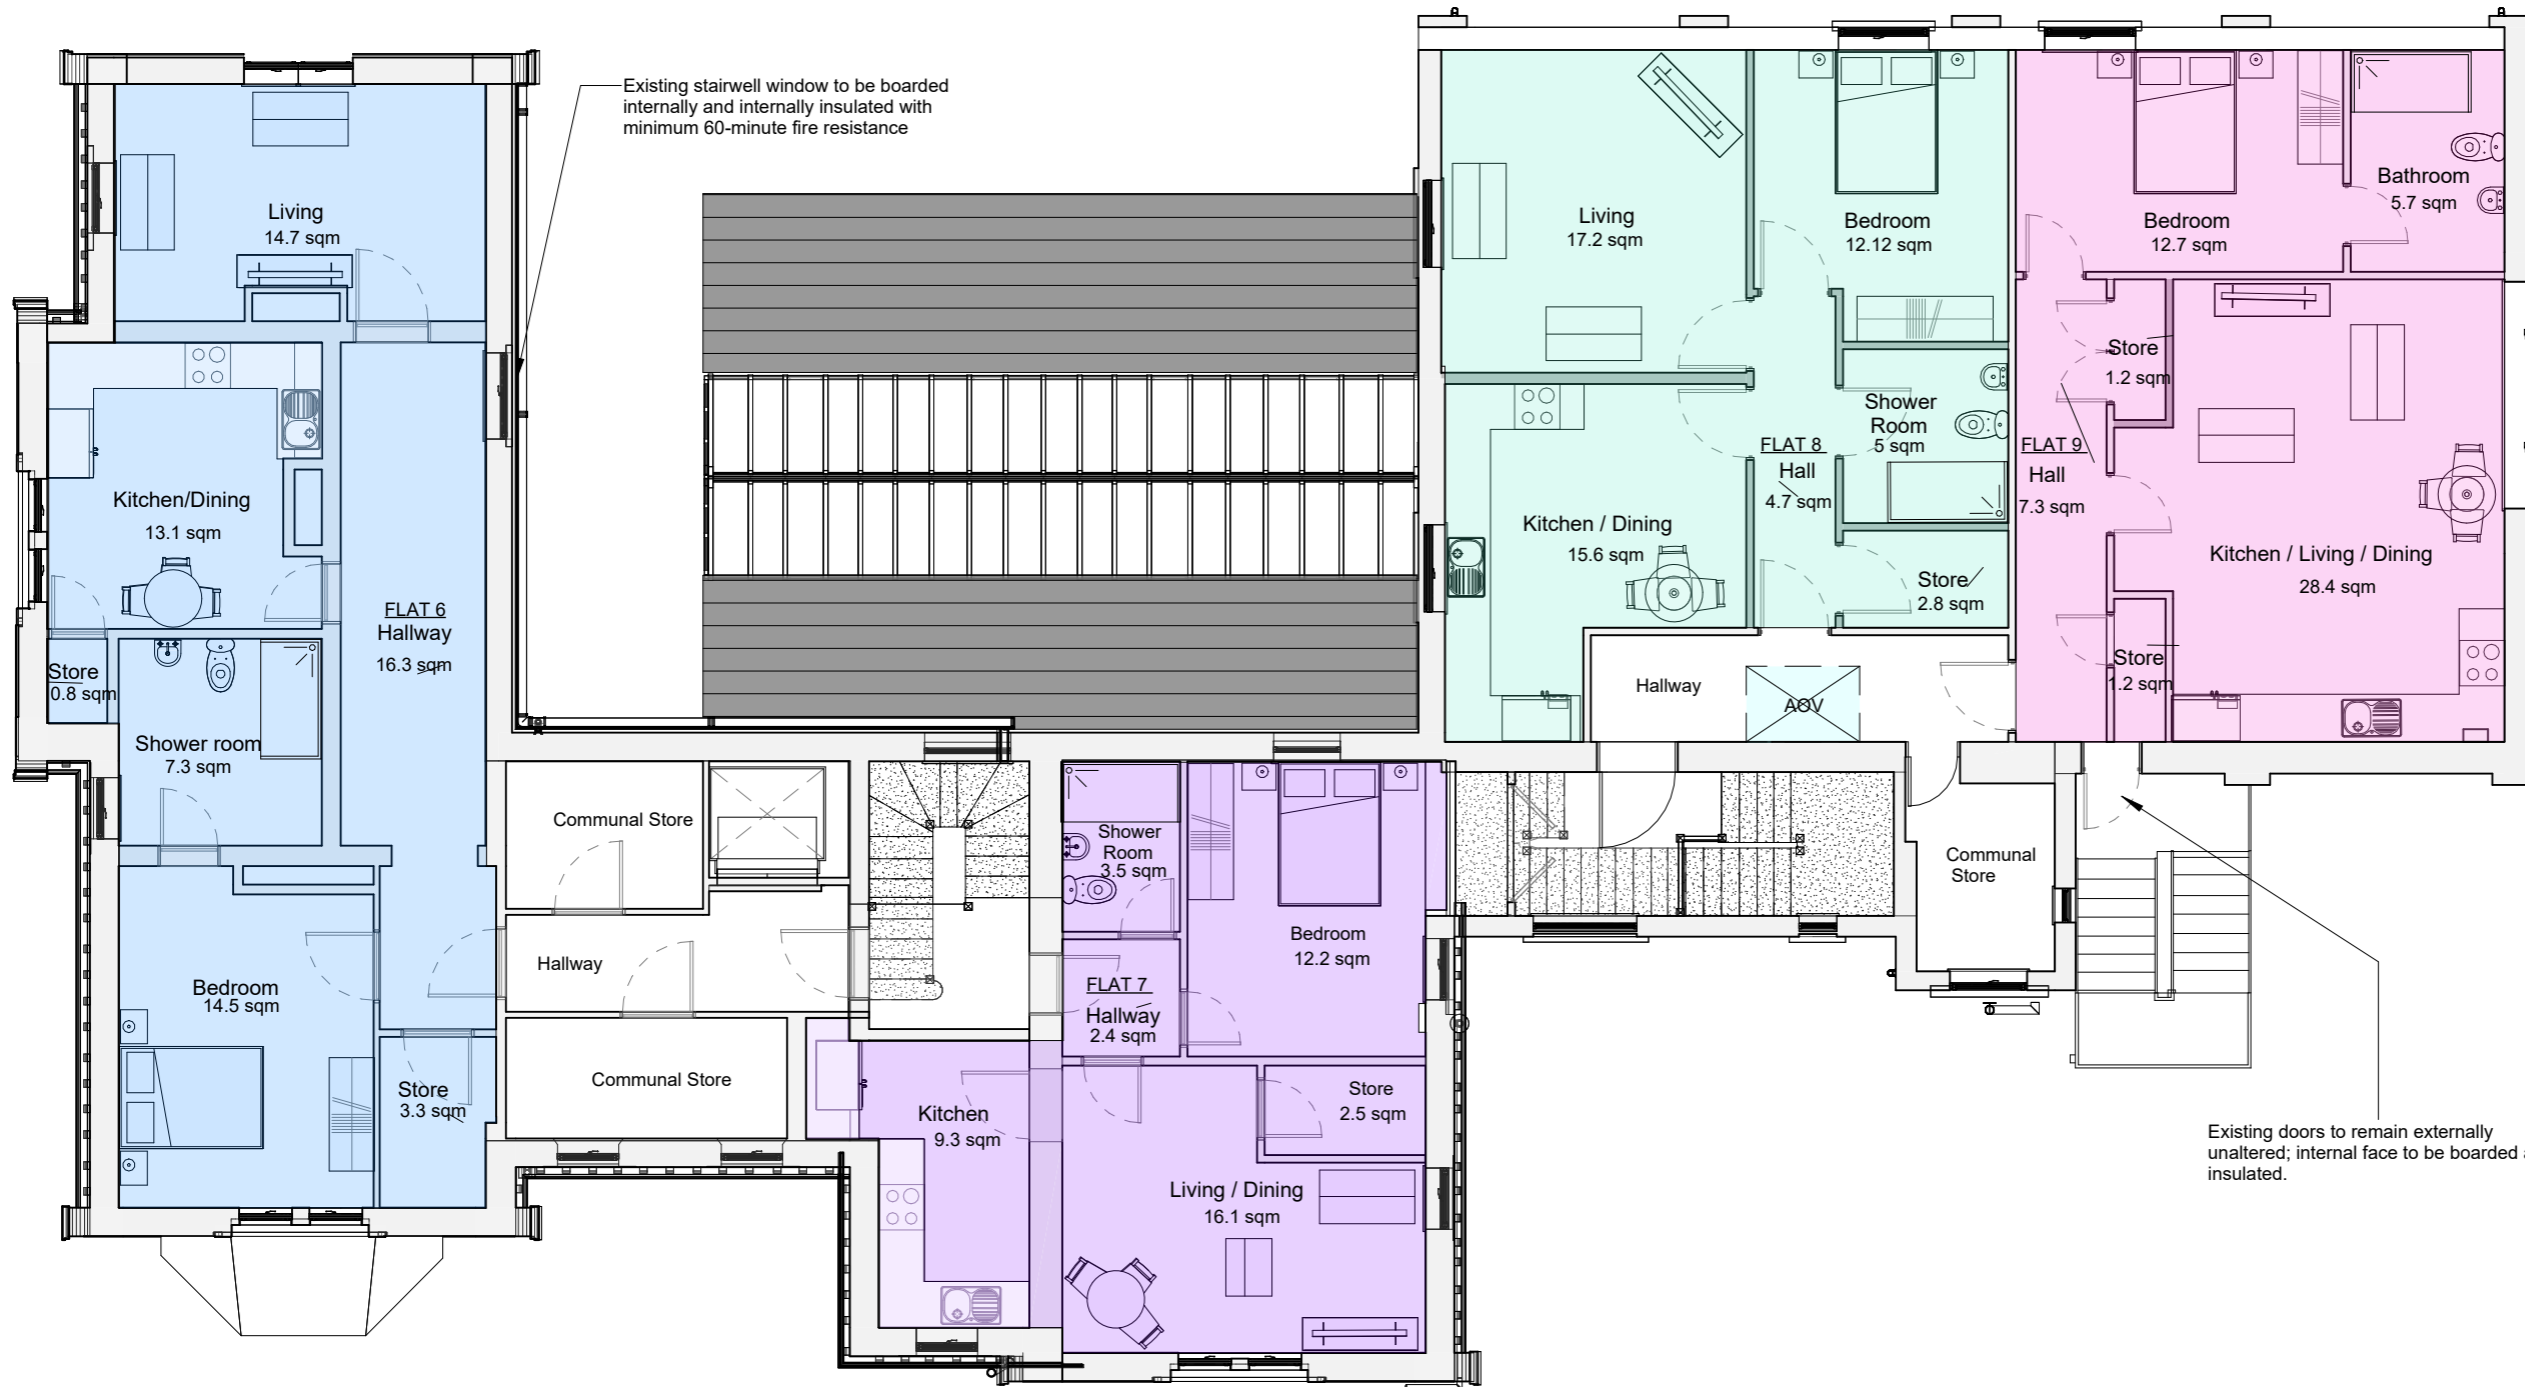 Existing stairwell window to be boarded
internally and internally insulated with
minimum 60-minute fire resistance
Living
14.7 sqm
Kitchen/Dining
13.1 sqm
FLAT 6
Hallway
16.3 sqm
Store
0.8 sqm
Shower room
7.3 sqm
Bedroom
14.5 sqm
Store
3.3 sqm
Communal Store
Hallway
Communal Store
Shower
Room
3.5 sqm
FLAT 7
Hallway
2.4 sqm
Bedroom
12.2 sqm
Store
2.5 sqm
Kitchen
9.3 sqm
Living / Dining
16.1 sqm
Living
17.2 sqm
Bedroom
12.12 sqm
Shower
Room
5 sqm
FLAT 8
Hall
4.7 sqm
Kitchen / Dining
15.6 sqm
Store
2.8 sqm
Hallway
AOV
Bedroom
12.7 sqm
Bathroom
5.7 sqm
Store
1.2 sqm
FLAT 9
Hall
7.3 sqm
Kitchen / Living / Dining
28.4 sqm
Store
1.2 sqm
Communal
Store
Existing doors to remain externally
unaltered; internal face to be boarded
insulated.